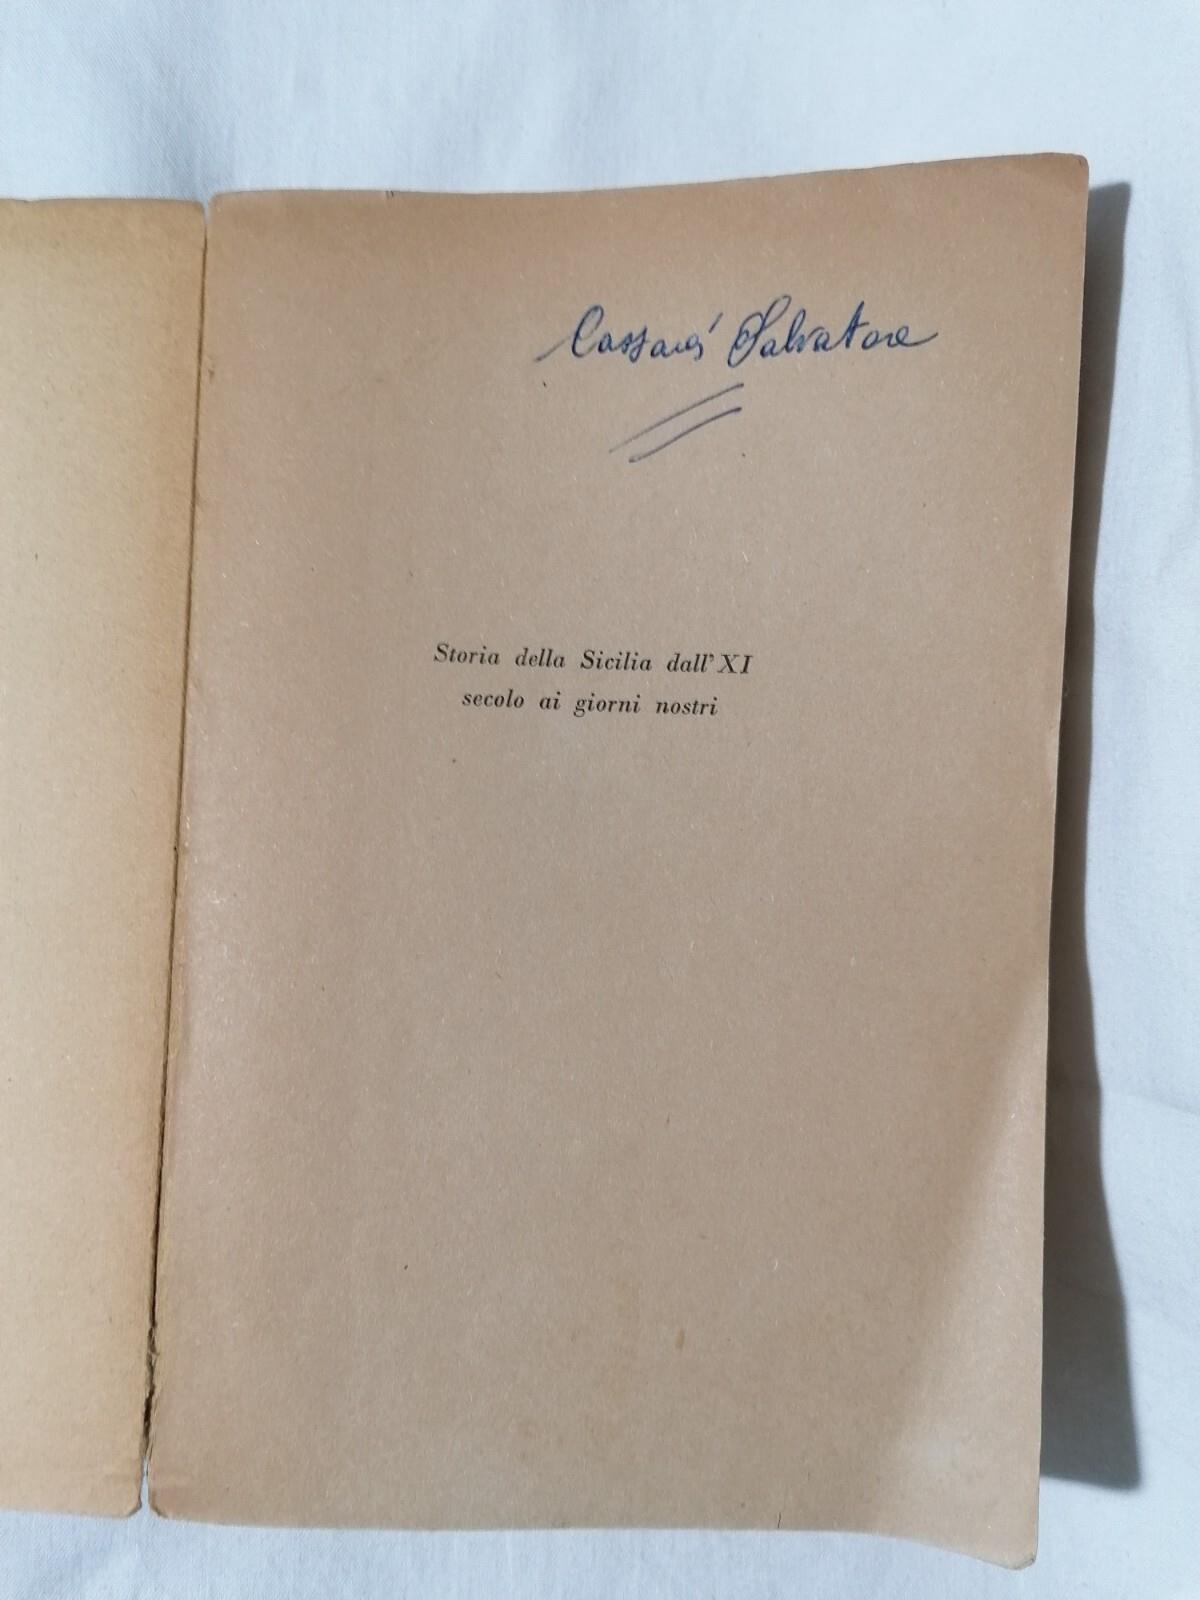 Cassarà Salvatore
Storia della Sicilia dall' XI
secolo ai giorni nostri